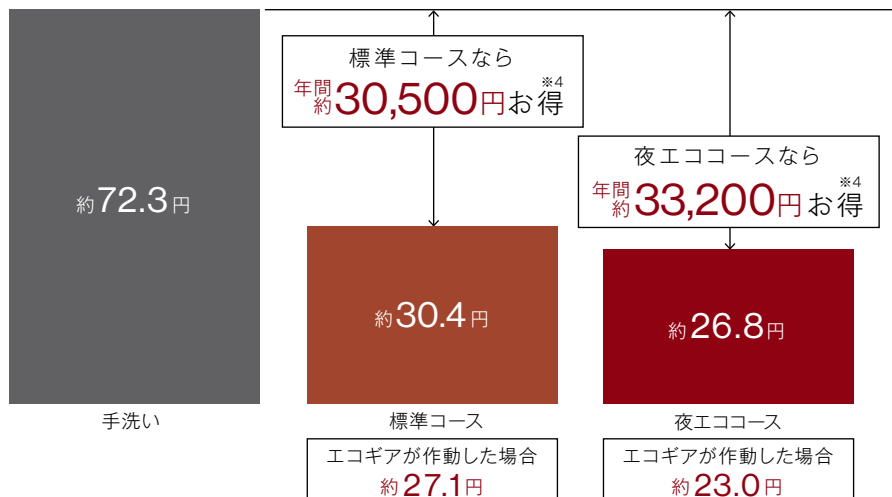 標準コースなら
年間約30,500円お得※4
夜エココースなら
年間約33,200円お得※4
約72.3円
約30.4円
約26.8円
手洗い
標準コース
夜エココース
エコギアが作動した場合
約27.1円
エコギアが作動した場合
約23.0円